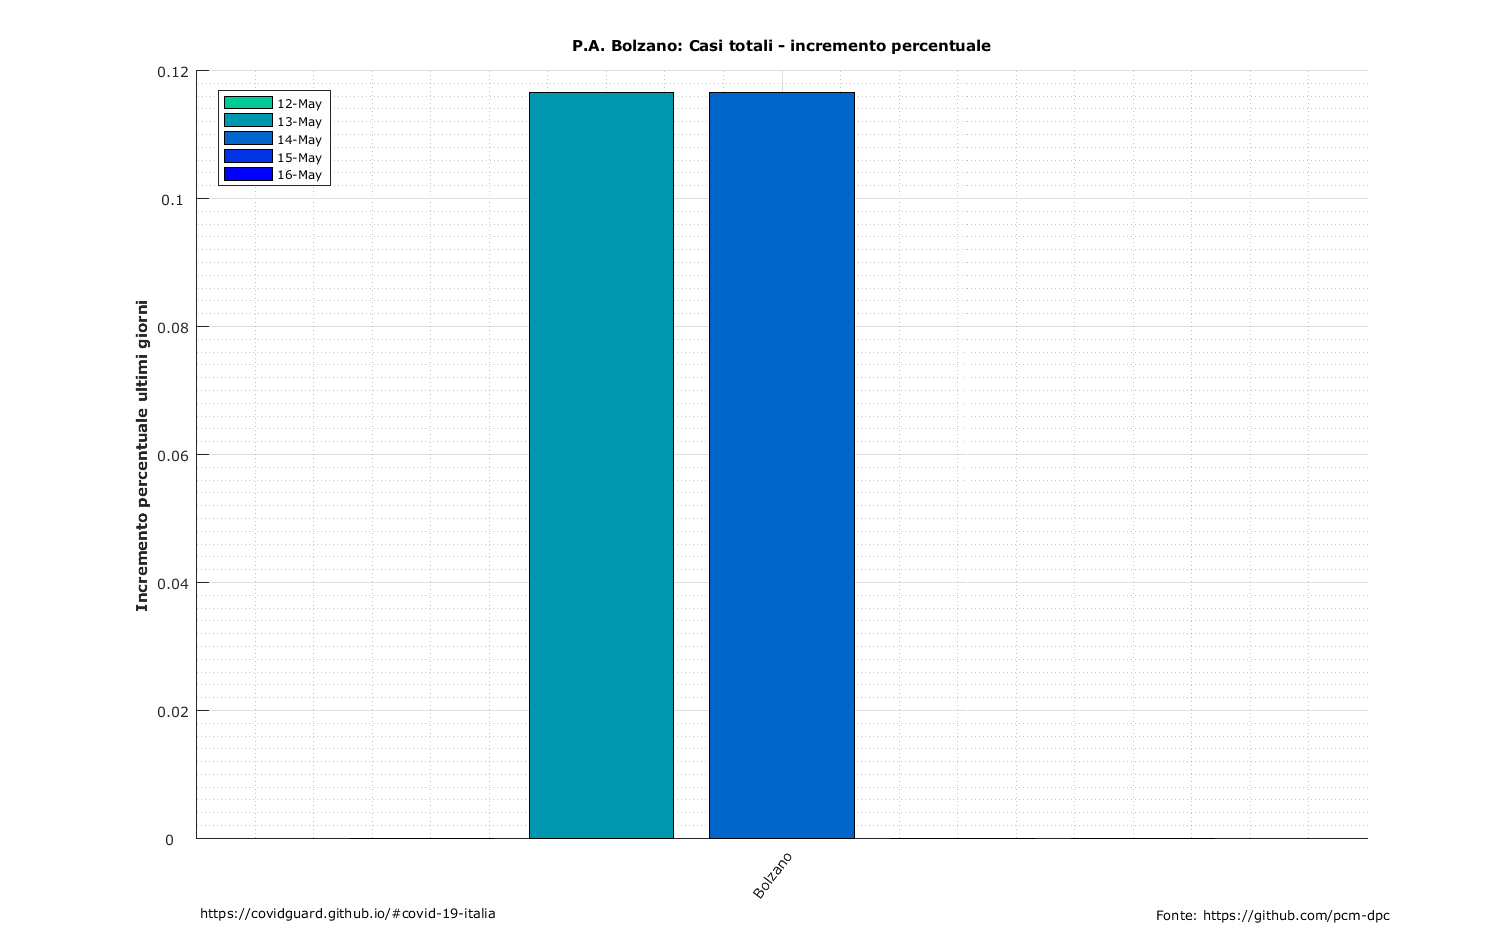 P.A. Bolzano: Casi totali - incremento percentuale
Incremento percentuale ultimi giorni
0.12
0.1
0.08
0.06
0.04
0.02
0
12-May
13-May
14-May
15-May
16-May
Bolzano
https://covidguard.github.io/#covid-19-italia
Fonte: https://github.com/pcm-dpc